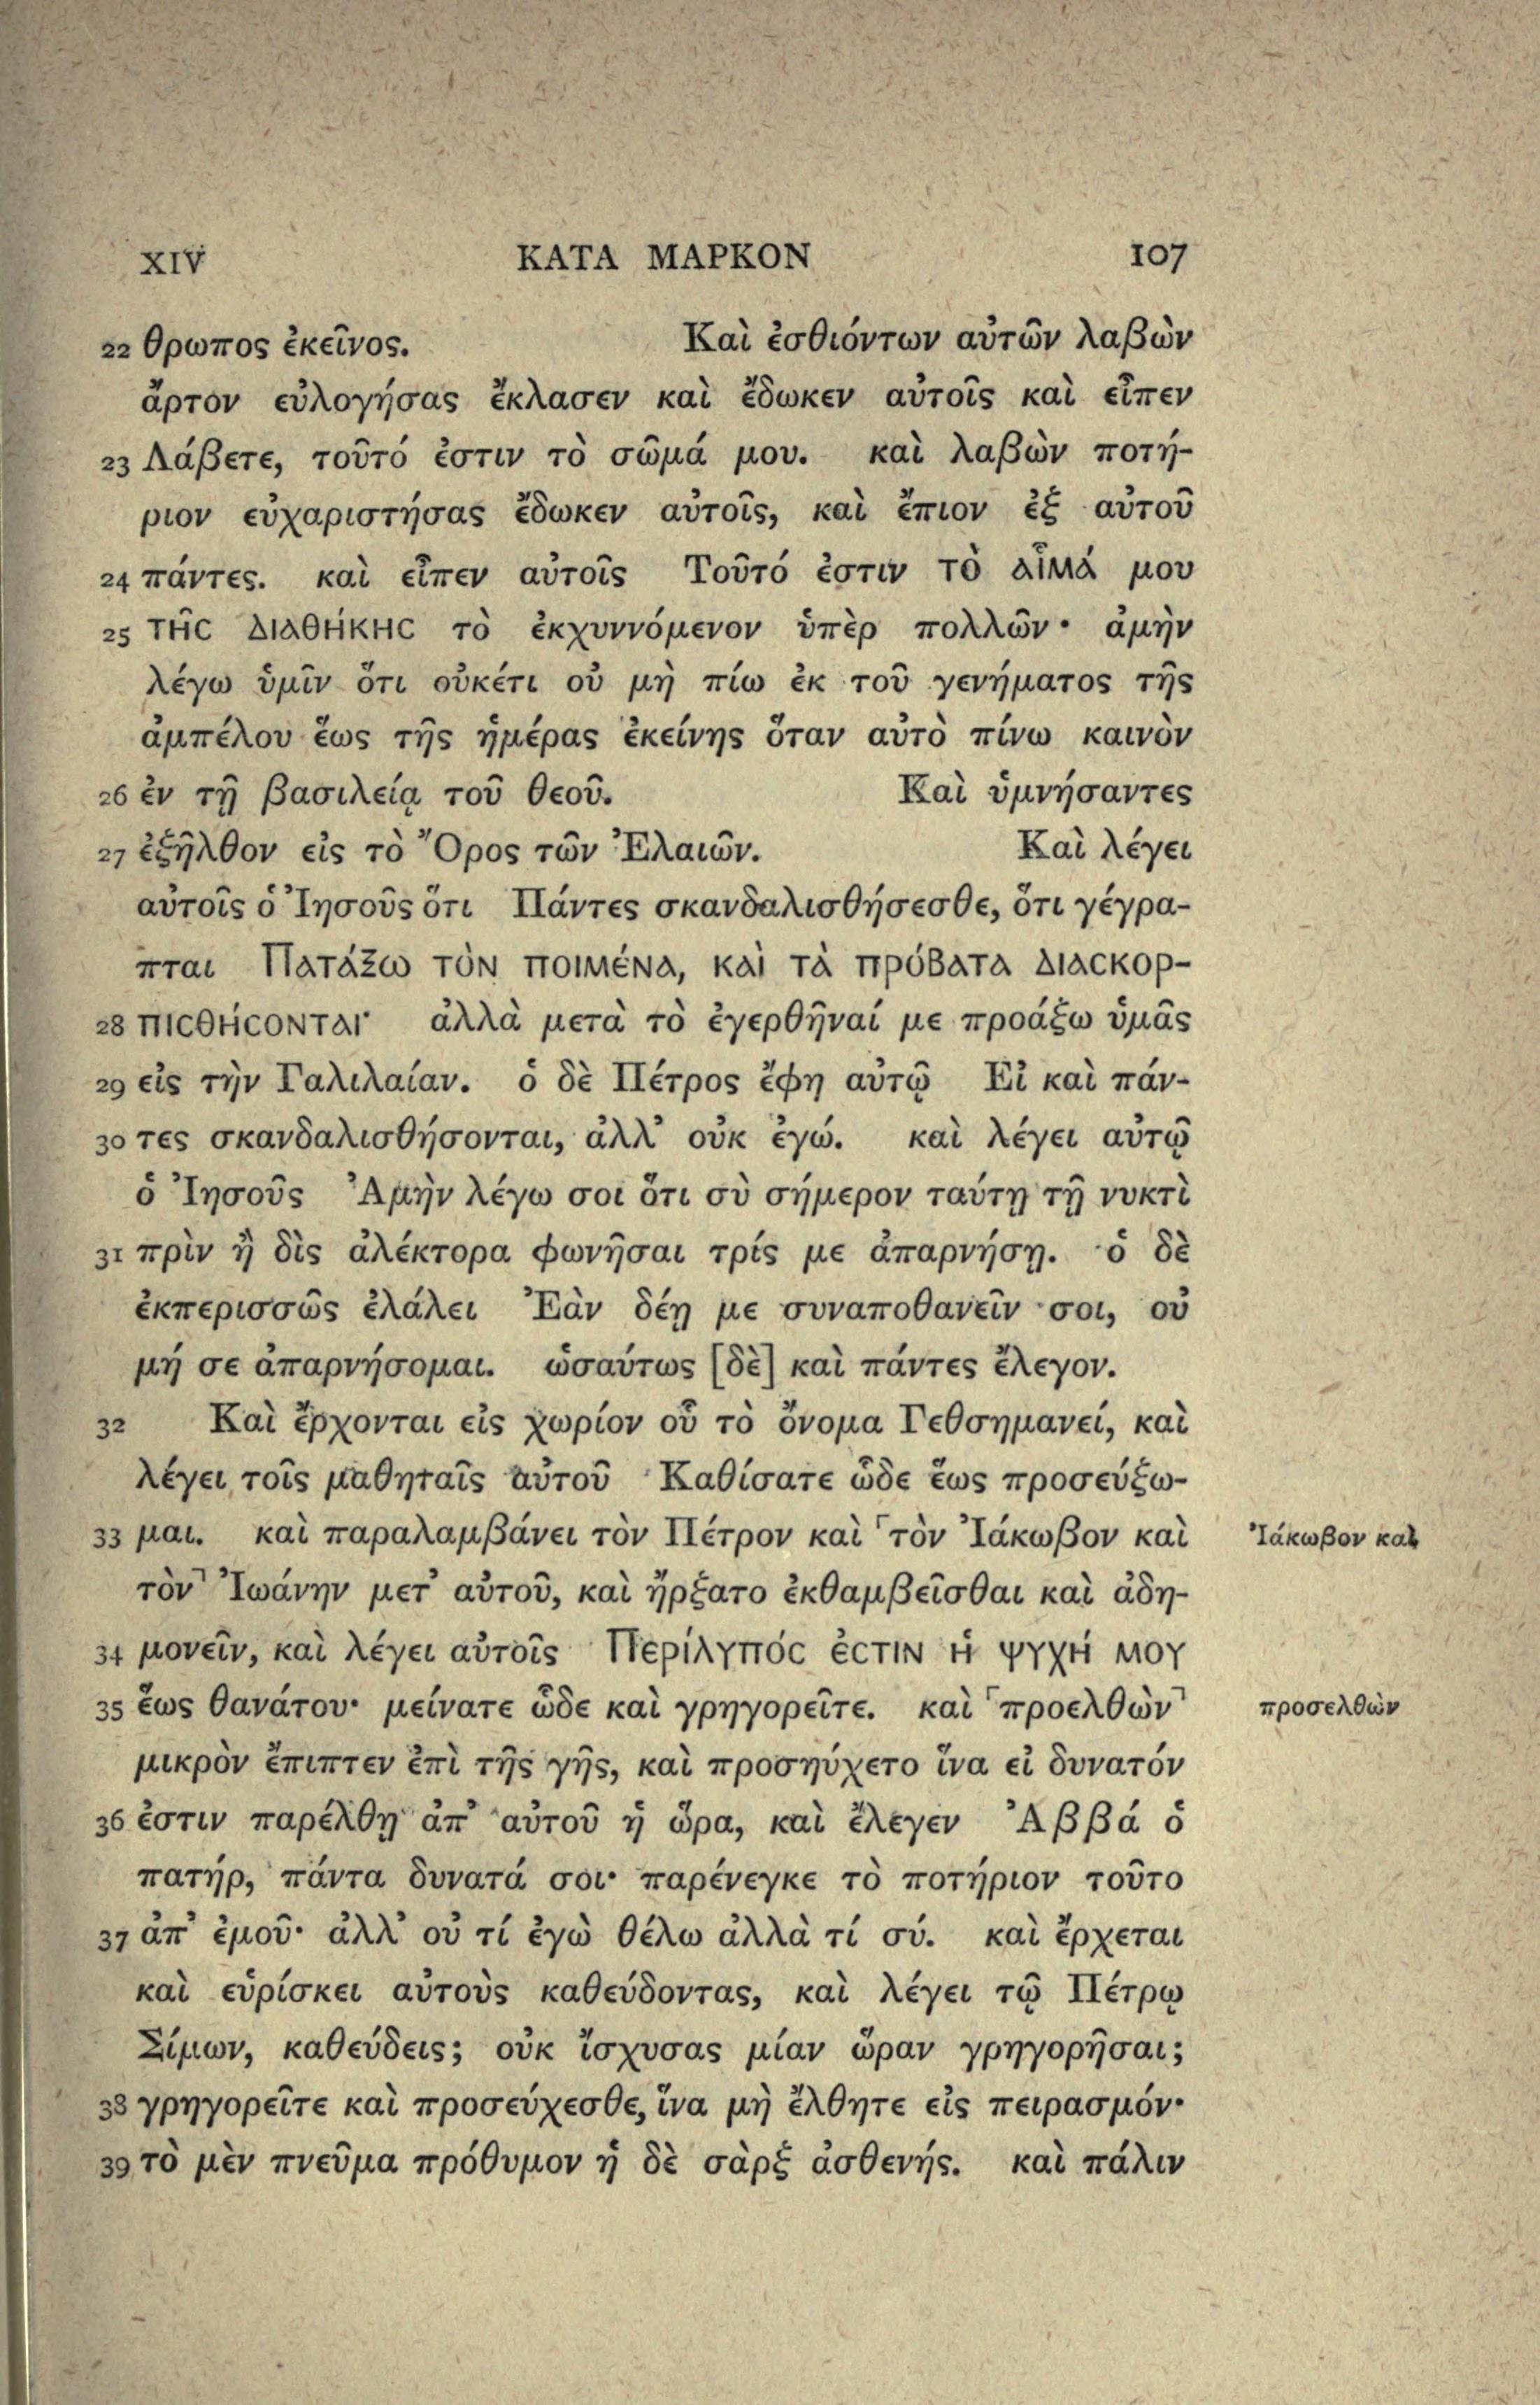 XIV ΚΑΤΑ ΜΑΡΚΟΝ 107
22 θρωπος ἐκεῖνος. Καὶ ἐσθιόντων αὐτῶν λαβὼν
ἄρτον εὐλογήσας ἔκλασεν καὶ ἔδωκεν αὐτοῖς καὶ εἶπεν
23 Λάβετε, τοῦτό ἐστιν τὸ σῶμά μου. καὶ λαβὼν ποτή-
ριον εὐχαριστήσας ἔδωκεν αὐτοῖς, καὶ ἔπιον ἐξ αὐτοῦ
24 πάντες. καὶ εἶπεν αὐτοῖς Τοῦτό ἐστιν τὸ αἷμά μου
25 τῆς διαθήκης τὸ ἐκχυννόμενον ὑπὲρ πολλῶν· ἀμὴν
λέγω ὑμῖν ὅτι οὐκέτι οὐ μὴ πίω ἐκ τοῦ γενήματος τῆς
ἀμπέλου ἕως τῆς ἡμέρας ἐκείνης ὅταν αὐτὸ πίνω καινὸν
26 ἐν τῇ βασιλείᾳ τοῦ θεοῦ. Καὶ ὑμνήσαντες
27 ἐξῆλθον εἰς τὸ Ὄρος τῶν Ἐλαιῶν. Καὶ λέγει
αὐτοῖς ὁ Ἰησοῦς ὅτι Πάντες σκανδαλισθήσεσθε, ὅτι γέγρα-
πται Πατάξω τὸν ποιμένα, καὶ τὰ πρόβατα διασκορ-
28 πισθήσονται· ἀλλὰ μετὰ τὸ ἐγερθῆναί με προάξω ὑμᾶς
29 εἰς τὴν Γαλιλαίαν. ὁ δὲ Πέτρος ἔφη αὐτῷ Εἰ καὶ πάν-
30 τες σκανδαλισθήσονται, ἀλλ’ οὐκ ἐγώ. καὶ λέγει αὐτῷ
ὁ Ἰησοῦς Ἀμὴν λέγω σοι ὅτι σὺ σήμερον ταύτῃ τῇ νυκτὶ
31 πρὶν ἢ δὶς ἀλέκτορα φωνῆσαι τρίς με ἀπαρνήσῃ. ὁ δὲ
ἐκπερισσῶς ἐλάλει Ἐὰν δέῃ με συναποθανεῖν σοι, οὐ
μή σε ἀπαρνήσομαι. ὡσαύτως [δὲ] καὶ πάντες ἔλεγον.
32 Καὶ ἔρχονται εἰς χωρίον οὗ τὸ ὄνομα Γεθσημανεί, καὶ
λέγει τοῖς μαθηταῖς αὐτοῦ Καθίσατε ὧδε ἕως προσεύξω-
33 μαι. καὶ παραλαμβάνει τὸν Πέτρον καὶ ⌜τὸν Ἰάκωβον καὶ Ἰάκωβον καὶ
τὸν⌝ Ἰωάνην μετ’ αὐτοῦ, καὶ ἤρξατο ἐκθαμβεῖσθαι καὶ ἀδη-
34 μονεῖν, καὶ λέγει αὐτοῖς Περίλυπός ἐστιν ἡ ψυχή μου
35 ἕως θανάτου· μείνατε ὧδε καὶ γρηγορεῖτε. καὶ ⌜προελθὼν⌝ προσελθὼν
μικρὸν ἔπιπτεν ἐπὶ τῆς γῆς, καὶ προσηύχετο ἵνα εἰ δυνατόν
36 ἐστιν παρέλθῃ ἀπ’ αὐτοῦ ἡ ὥρα, καὶ ἔλεγεν Ἀββά ὁ
πατήρ, πάντα δυνατά σοι· παρένεγκε τὸ ποτήριον τοῦτο
37 ἀπ’ ἐμοῦ· ἀλλ’ οὐ τί ἐγὼ θέλω ἀλλὰ τί σύ. καὶ ἔρχεται
καὶ εὑρίσκει αὐτοὺς καθεύδοντας, καὶ λέγει τῷ Πέτρῳ
Σίμων, καθεύδεις; οὐκ ἴσχυσας μίαν ὥραν γρηγορῆσαι;
38 γρηγορεῖτε καὶ προσεύχεσθε, ἵνα μὴ ἔλθητε εἰς πειρασμόν·
39 τὸ μὲν πνεῦμα πρόθυμον ἡ δὲ σὰρξ ἀσθενής. καὶ πάλιν